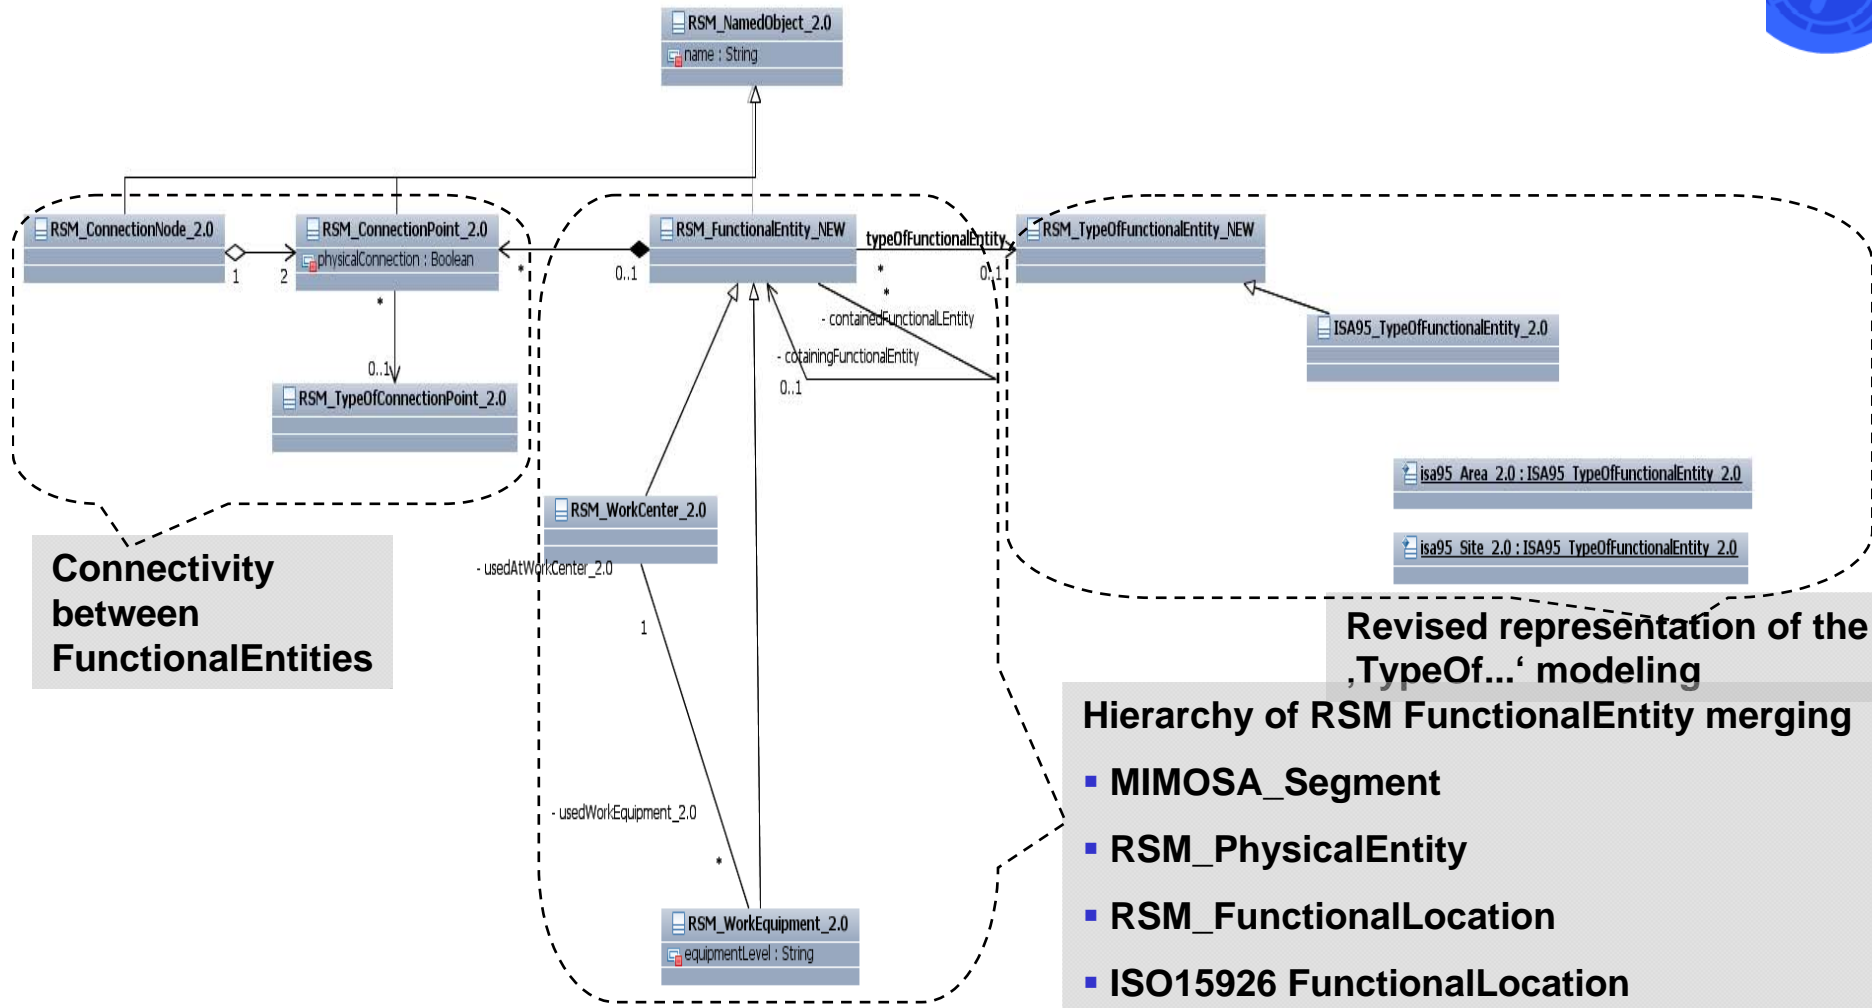 RSM_NamedObject_2.0
name : String
RSM_ConnectionNode_2.0
1
2
RSM_ConnectionPoint_2.0
physicalConnection : Boolean
*
0..1
RSM_TypeOfConnectionPoint_2.0
*
0..1
RSM_FunctionalEntity_NEW
typeOfFunctionalEntity
*
0..1
RSM_TypeOfFunctionalEntity_NEW
*
- containedFunctionalLEntity
- cotainingFunctionalEntity
0..1
ISA95_TypeOfFunctionalEntity_2.0
isa95_Area_2.0 : ISA95_TypeOfFunctionalEntity_2.0
isa95_Site_2.0 : ISA95_TypeOfFunctionalEntity_2.0
RSM_WorkCenter_2.0
- usedAtWorkCenter_2.0
1
- usedWorkEquipment_2.0
*
RSM_WorkEquipment_2.0
equipmentLevel : String
Connectivity
between
FunctionalEntities
Revised representation of the
‚TypeOf...‘ modeling
Hierarchy of RSM FunctionalEntity merging
▪ MIMOSA_Segment
▪ RSM_PhysicalEntity
▪ RSM_FunctionalLocation
▪ ISO15926 FunctionalLocation